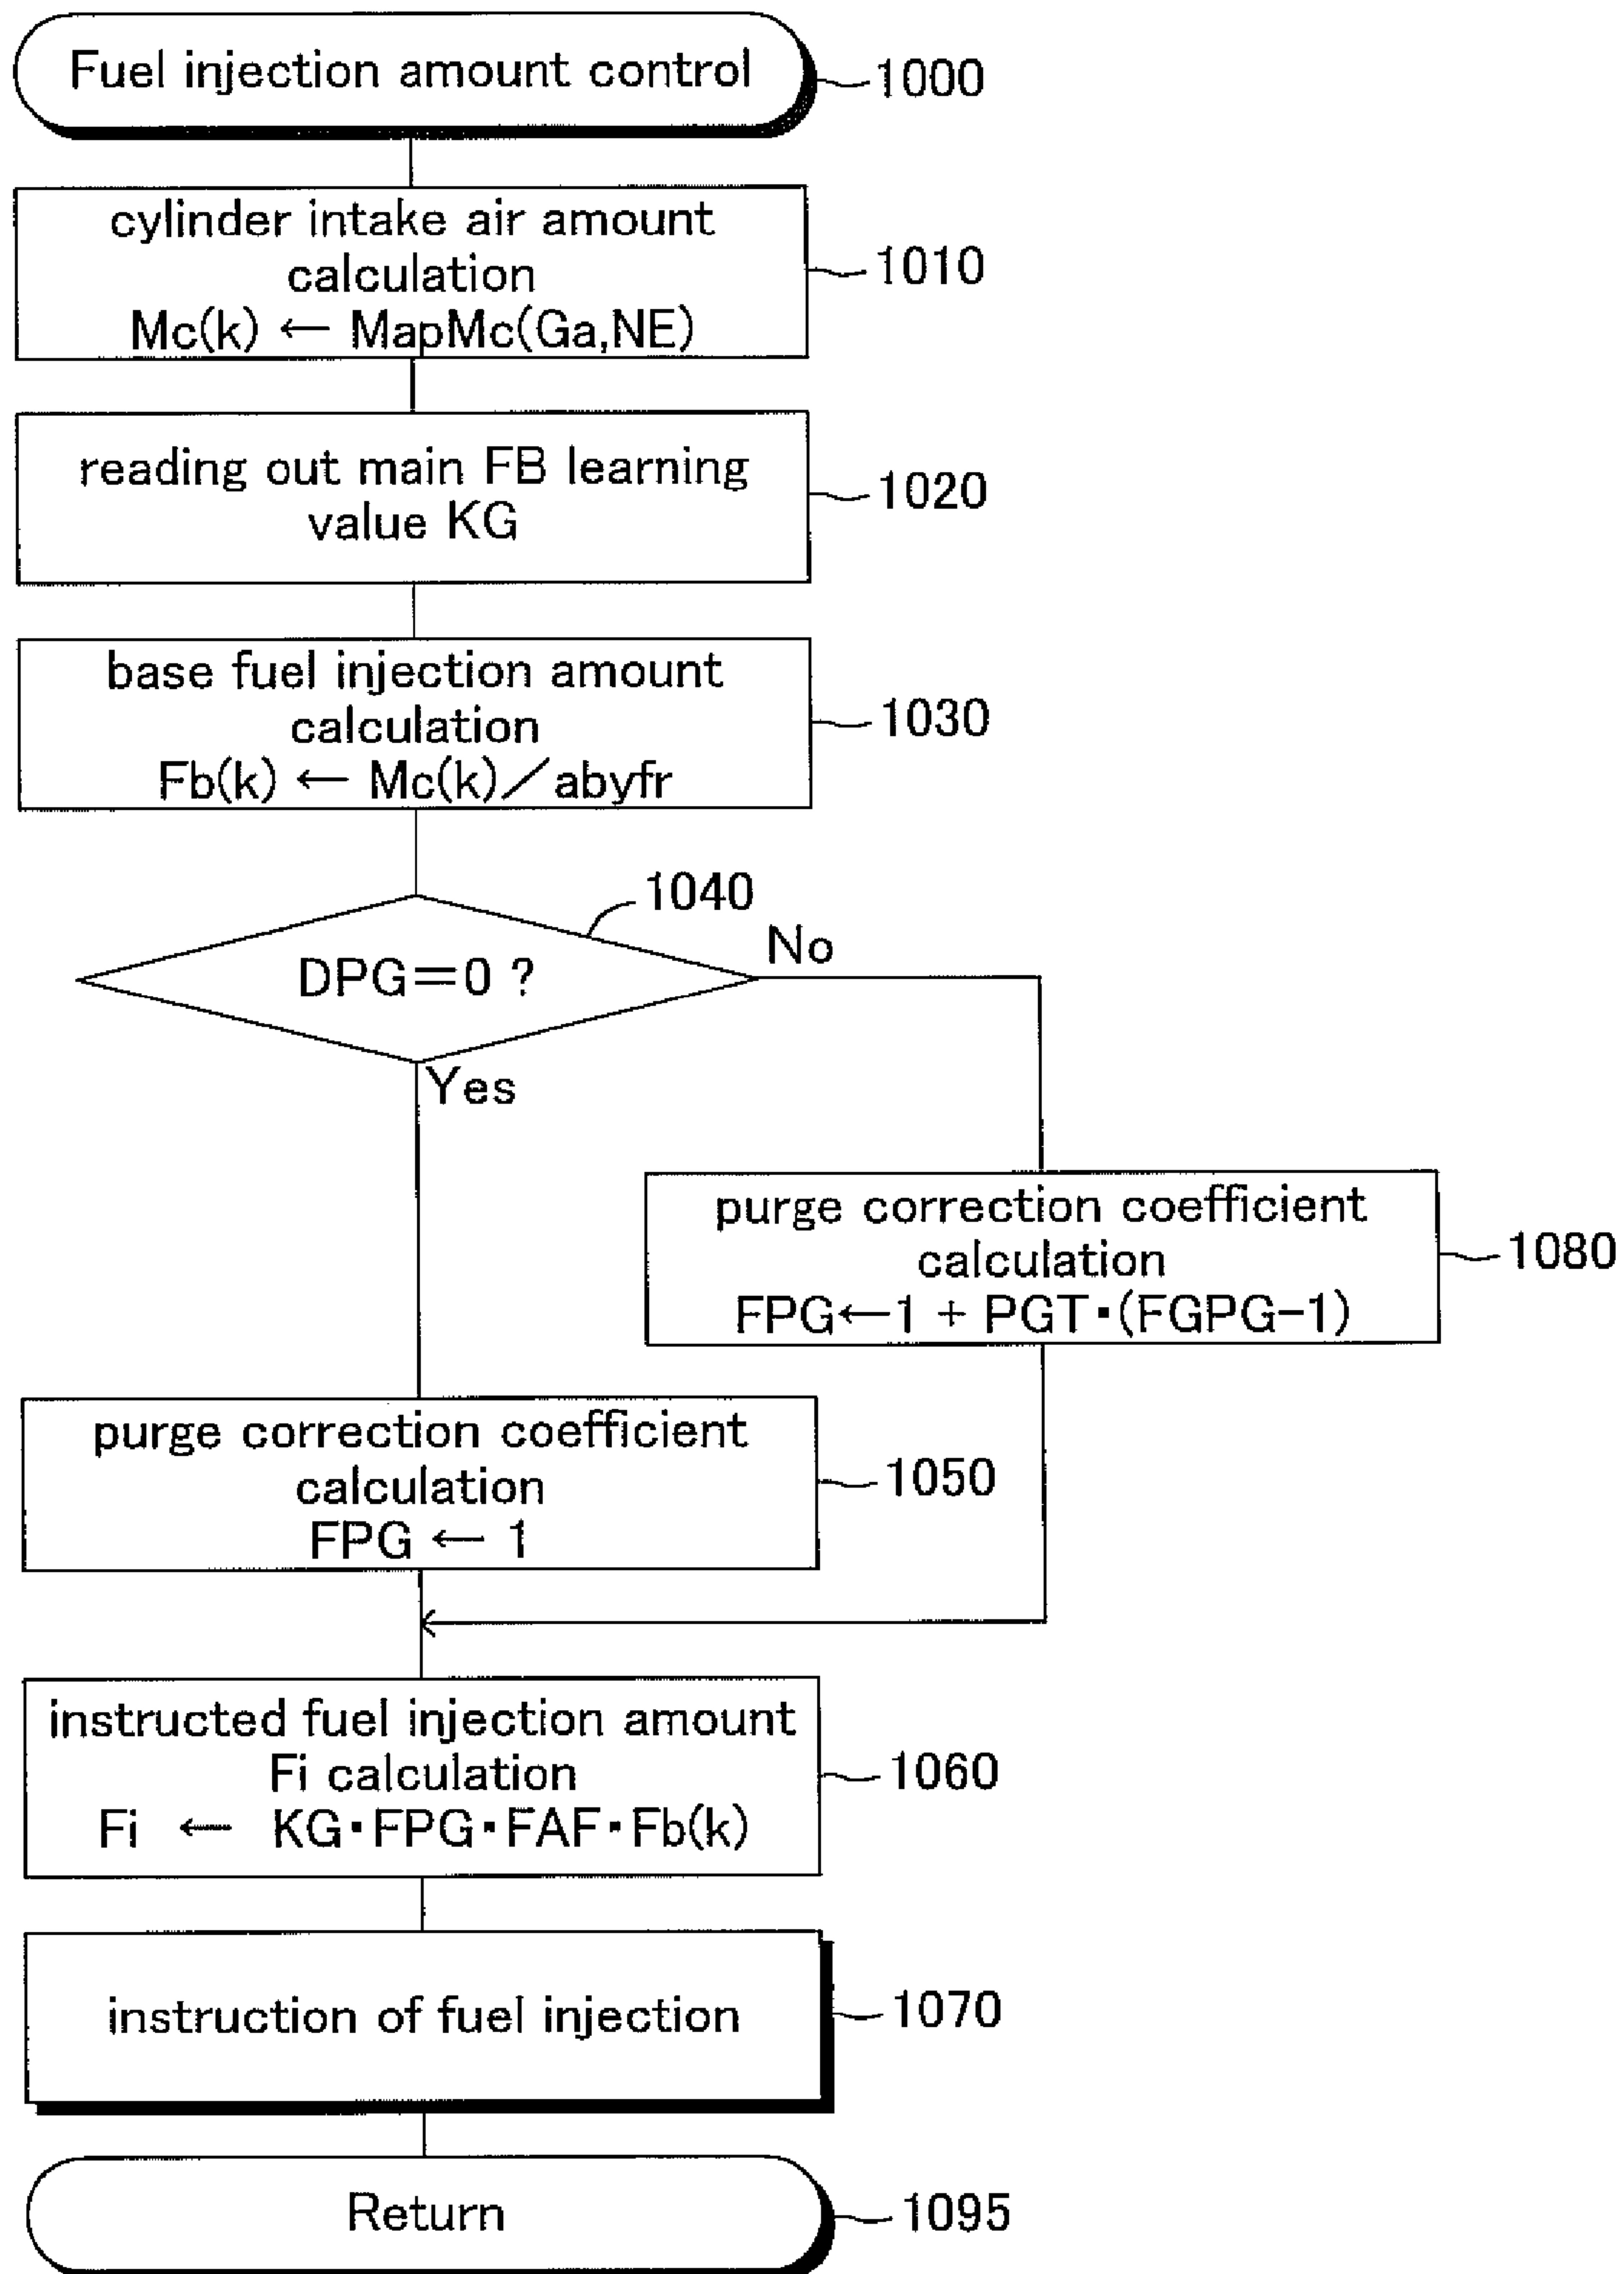 Fuel injection amount control
1000
cylinder intake air amount
calculation
Mc(k) ← MapMc(Ga,NE)
1010
reading out main FB learning
value KG
1020
base fuel injection amount
calculation
Fb(k) ← Mc(k)／abyfr
1030
1040
DPG=0 ?
No
Yes
purge correction coefficient
calculation
FPG←1 + PGT・(FGPG-1)
1080
purge correction coefficient
calculation
FPG ← 1
1050
instructed fuel injection amount
Fi calculation
Fi ← KG・FPG・FAF・Fb(k)
1060
instruction of fuel injection
1070
Return
1095